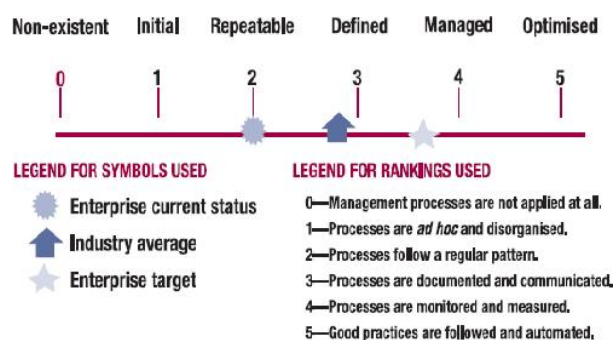 Non-existent Initial Repeatable Defined Managed Optimised
0 1 2 3 4 5
LEGEND FOR SYMBOLS USED
Enterprise current status
Industry average
Enterprise target
LEGEND FOR RANKINGS USED
0—Management processes are not applied at all.
1—Processes are ad hoc and disorganised.
2—Processes follow a regular pattern.
3—Processes are documented and communicated.
4—Processes are monitored and measured.
5—Good practices are followed and automated.